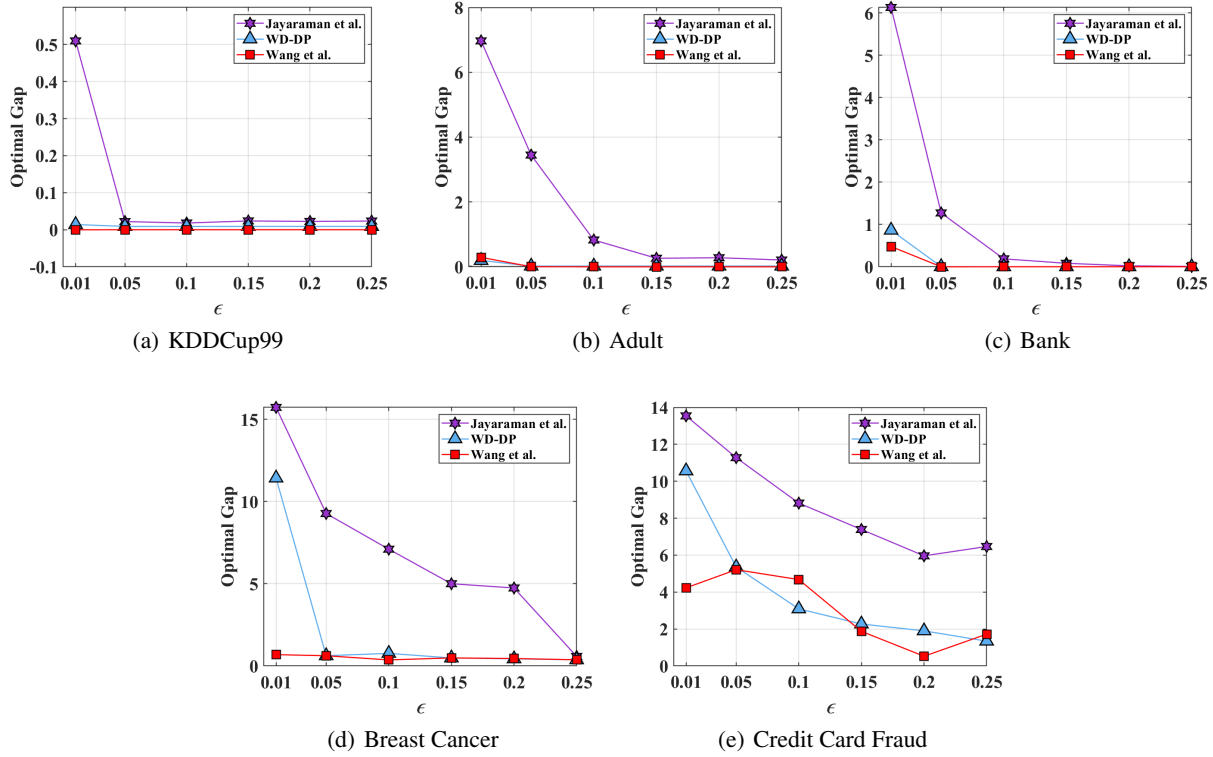 Optimal Gap
0.5
0.4
0.3
0.2
0.1
0
-0.1
Jayaraman et al.
WD-DP
Wang et al.
0.01 0.05 0.1 0.15 0.2 0.25
ϵ
(a) KDDCup99
Optimal Gap
8
6
4
2
0
Jayaraman et al.
WD-DP
Wang et al.
0.01 0.05 0.1 0.15 0.2 0.25
ϵ
(b) Adult
Optimal Gap
6
5
4
3
2
1
0
Jayaraman et al.
WD-DP
Wang et al.
0.01 0.05 0.1 0.15 0.2 0.25
ϵ
(c) Bank
Optimal Gap
15
10
5
0
Jayaraman et al.
WD-DP
Wang et al.
0.01 0.05 0.1 0.15 0.2 0.25
ϵ
(d) Breast Cancer
Optimal Gap
14
12
10
8
6
4
2
0
Jayaraman et al.
WD-DP
Wang et al.
0.01 0.05 0.1 0.15 0.2 0.25
ϵ
(e) Credit Card Fraud